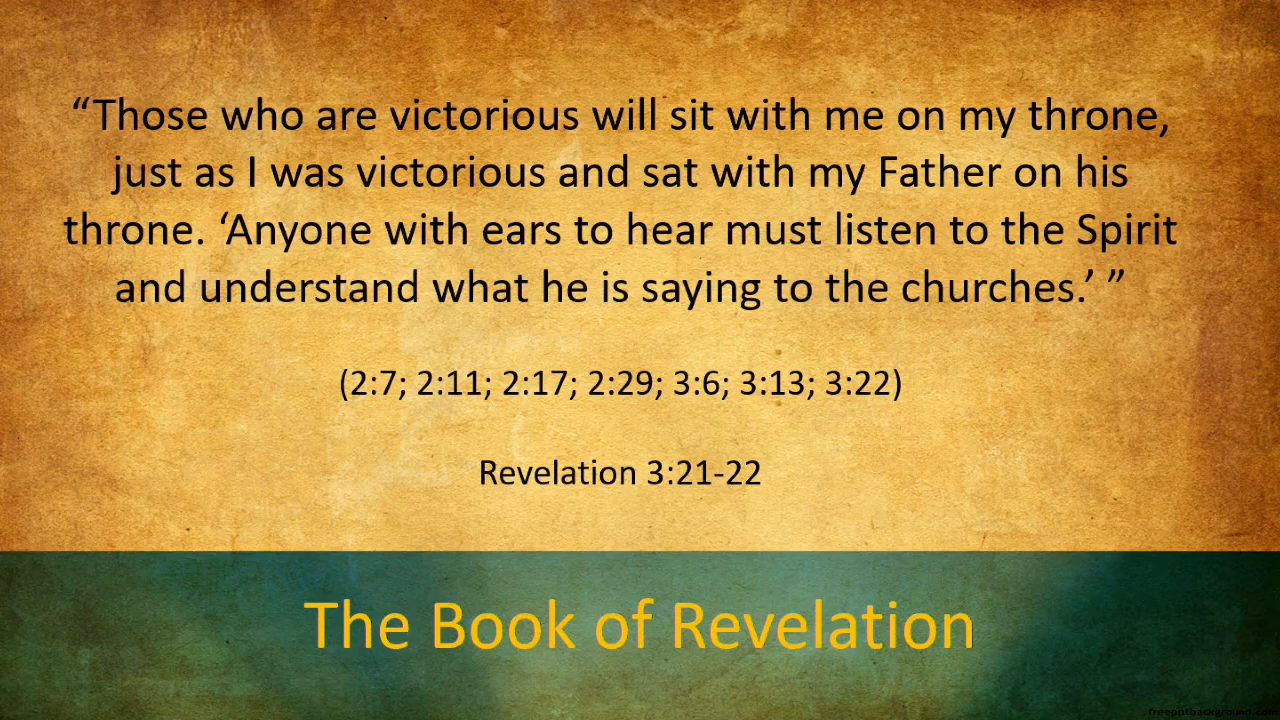 “Those who are victorious will sit with me on my throne,
just as I was victorious and sat with my Father on his
throne. ‘Anyone with ears to hear must listen to the Spirit
and understand what he is saying to the churches.’ ”
(2:7; 2:11; 2:17; 2:29; 3:6; 3:13; 3:22)
Revelation 3:21-22
The Book of Revelation
freepptbackground.com